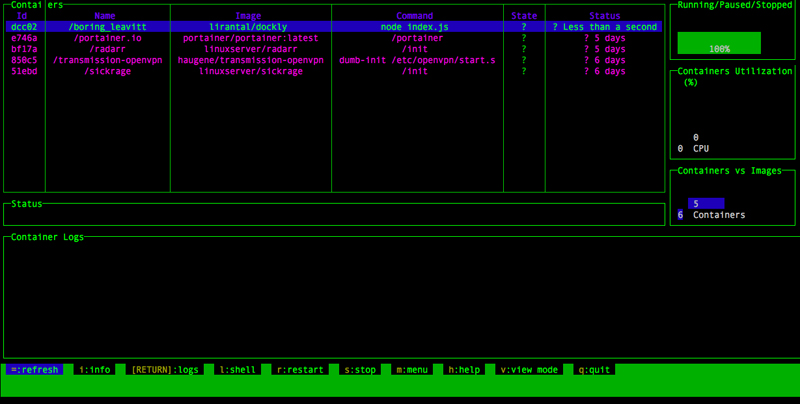 Containers
Id Name Image Command State Status
dcc02 /boring_leavitt lirantal/dockly node index.js ? ? Less than a second
e746a /portainer.io portainer/portainer:latest /portainer ? ? 5 days
bf17a /radarr linuxserver/radarr /init ? ? 5 days
850c5 /transmission-openvpn haugene/transmission-openvpn dumb-init /etc/openvpn/start.s ? ? 6 days
51ebd /sickrage linuxserver/sickrage /init ? ? 6 days
Running/Paused/Stopped
100%
Containers Utilization
(%)
0
0 CPU
Containers vs Images
5
6 Containers
Status
Container Logs
=:refresh i:info [RETURN]:logs l:shell r:restart s:stop m:menu h:help v:view mode q:quit